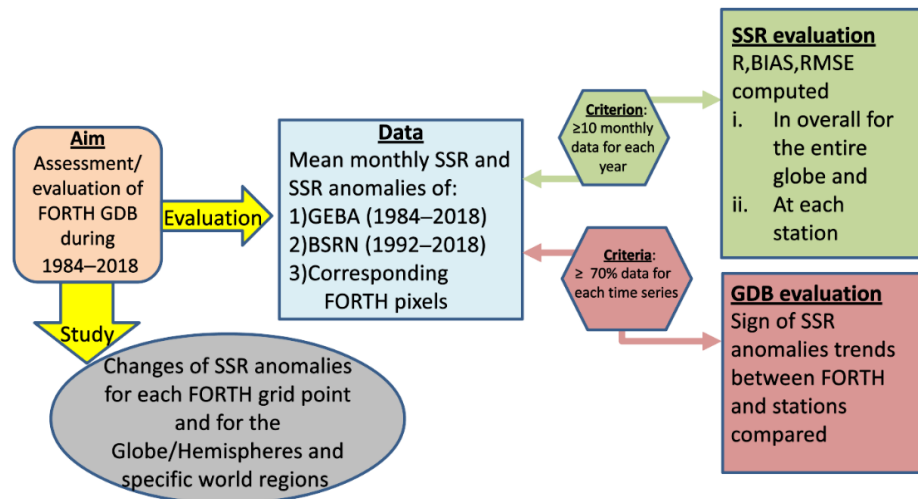 Aim
Assessment/
evaluation of
FORTH GDB
during
1984–2018
Evaluation
Study
Changes of SSR anomalies
for each FORTH grid point
and for the
Globe/Hemispheres and
specific world regions
Data
Mean monthly SSR and
SSR anomalies of:
1)GEBA (1984–2018)
2)BSRN (1992–2018)
3)Corresponding
FORTH pixels
Criterion:
≥10 monthly
data for each
year
Criteria:
≥ 70% data for
each time series
SSR evaluation
R,BIAS,RMSE
computed
i. In overall for
the entire
globe and
ii. At each
station
GDB evaluation
Sign of SSR
anomalies trends
between FORTH
and stations
compared